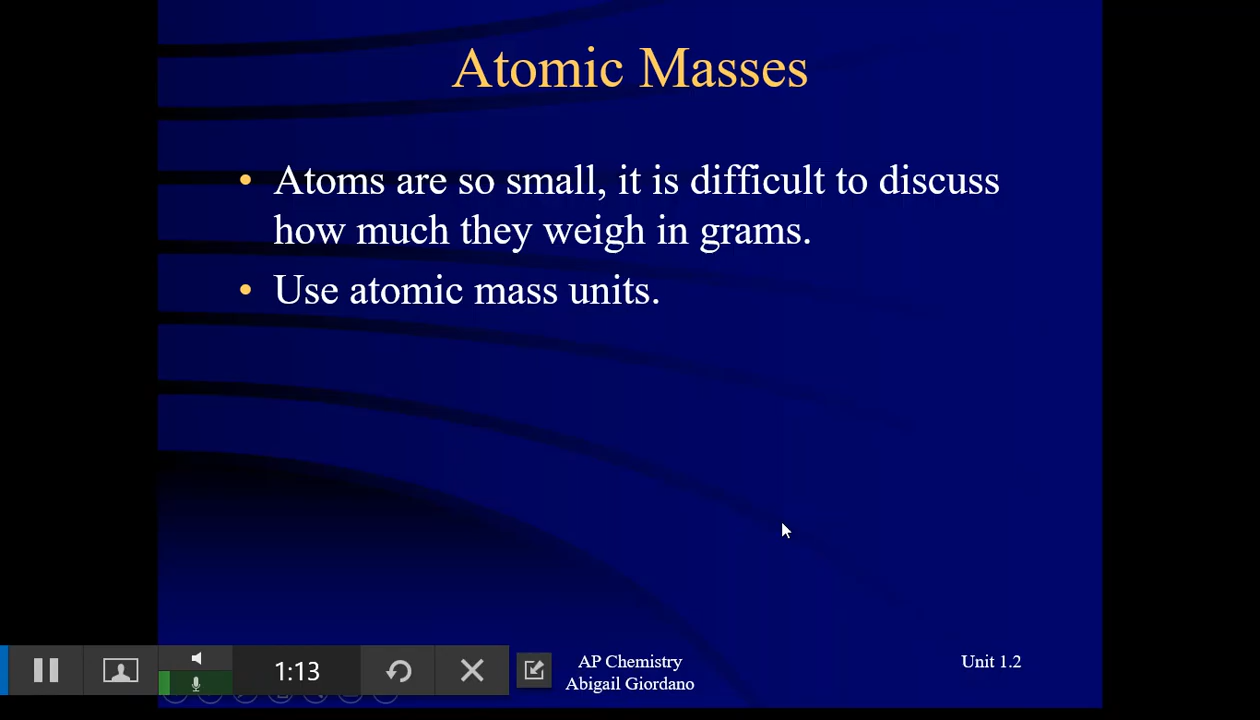 Atomic Masses
• Atoms are so small, it is difficult to discuss
how much they weigh in grams.
• Use atomic mass units.
1:13
AP Chemistry
Abigail Giordano
Unit 1.2